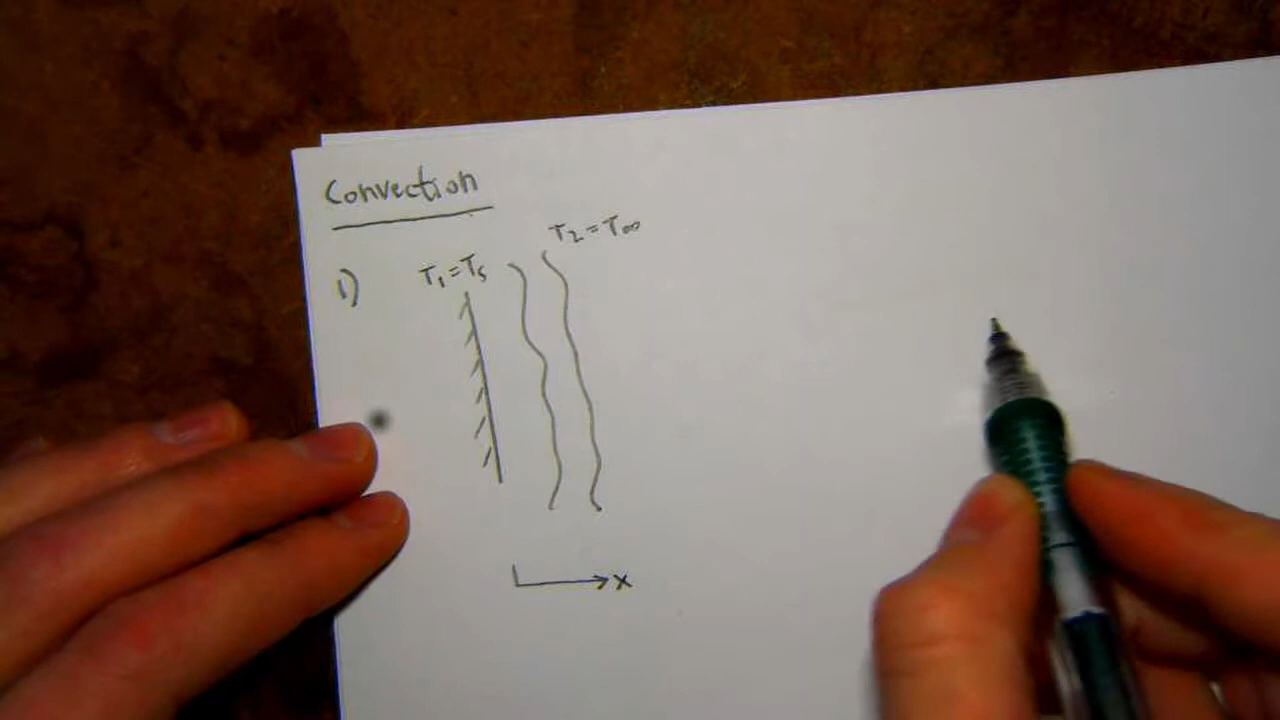 Convection
1)
T₁=Tₛ
T₂=T∞
x